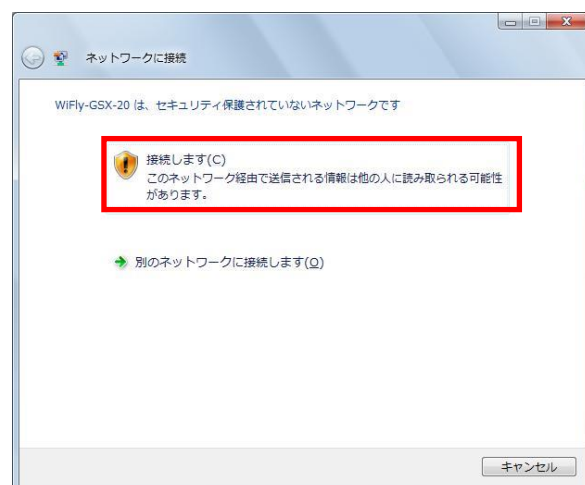 ネットワークに接続
WiFly-GSX-20 は、セキュリティ保護されていないネットワークです
接続します(C)
このネットワーク経由で送信される情報は他の人に読み取られる可能性
があります。
別のネットワークに接続します(O)
キャンセル